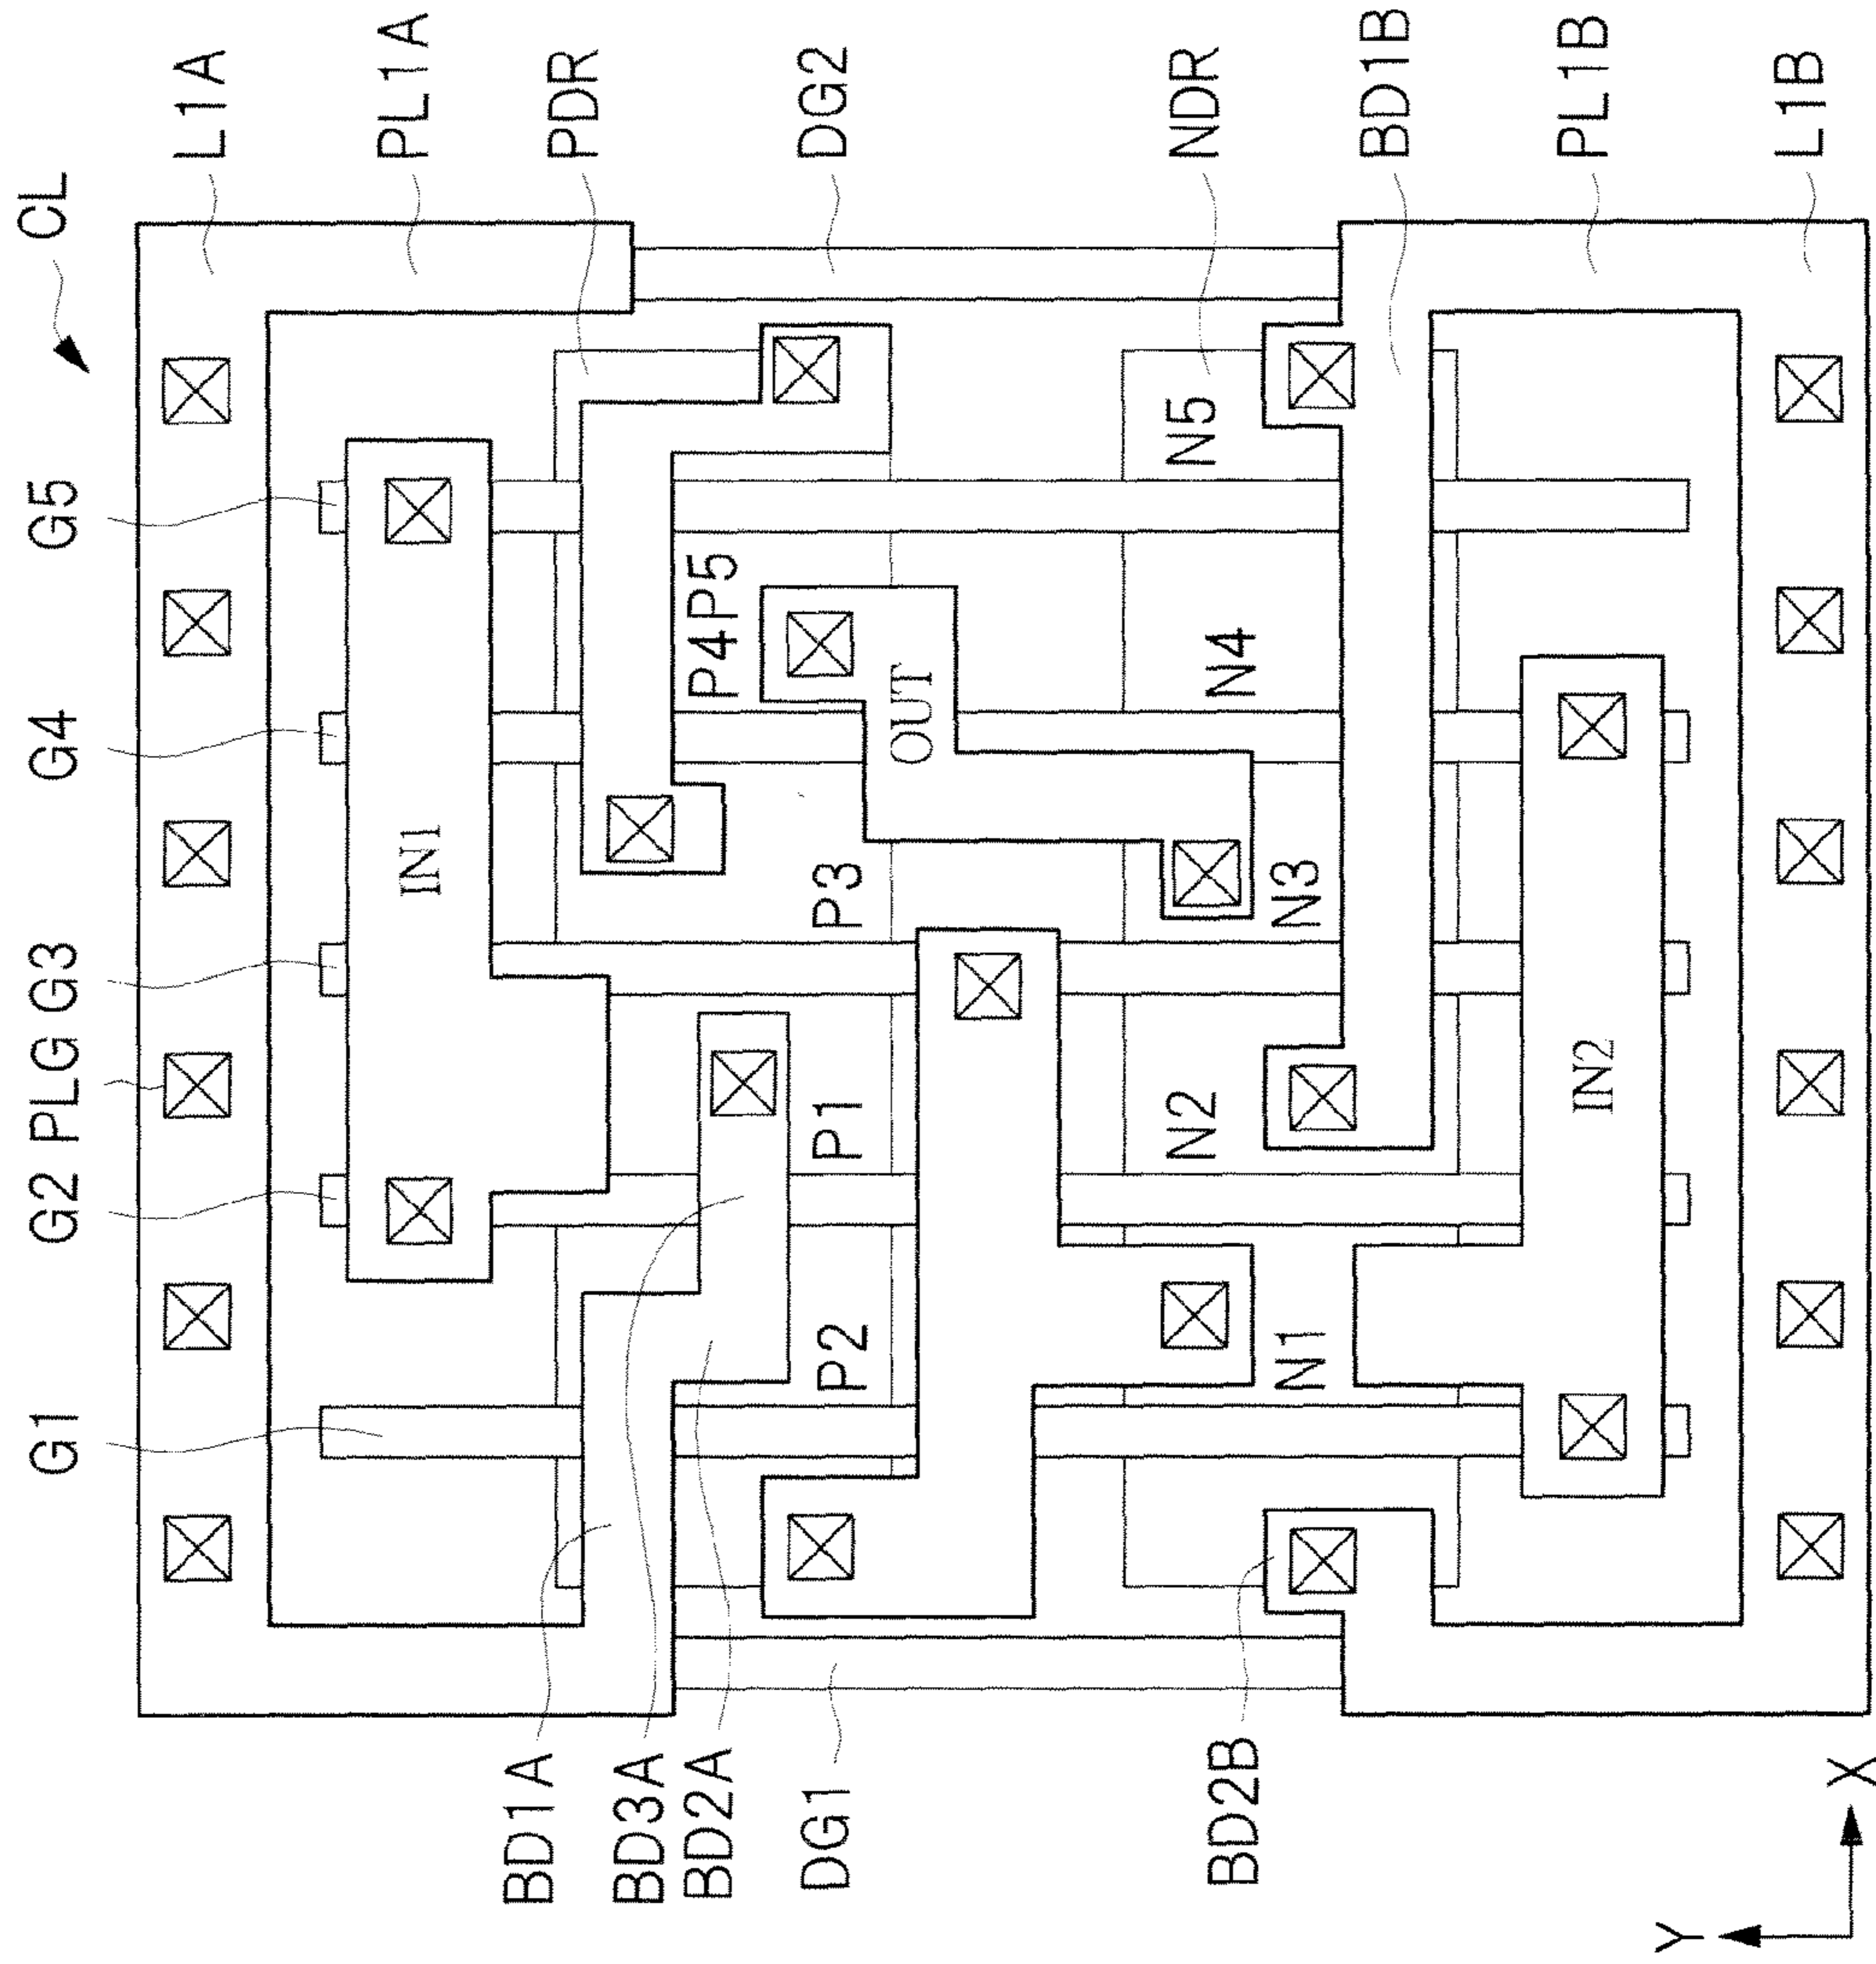 G1 G2 PLG G3 G4 G5
CL
L1A
PL1A
IN1
BD1A
PDR
BD3A
BD2A
P4P5
DG1
P2
P1
P3
DG2
OUT
N2
N5
NDR
BD2B
N4
N1
N3
BD1B
IN2
PL1B
L1B
Y
X